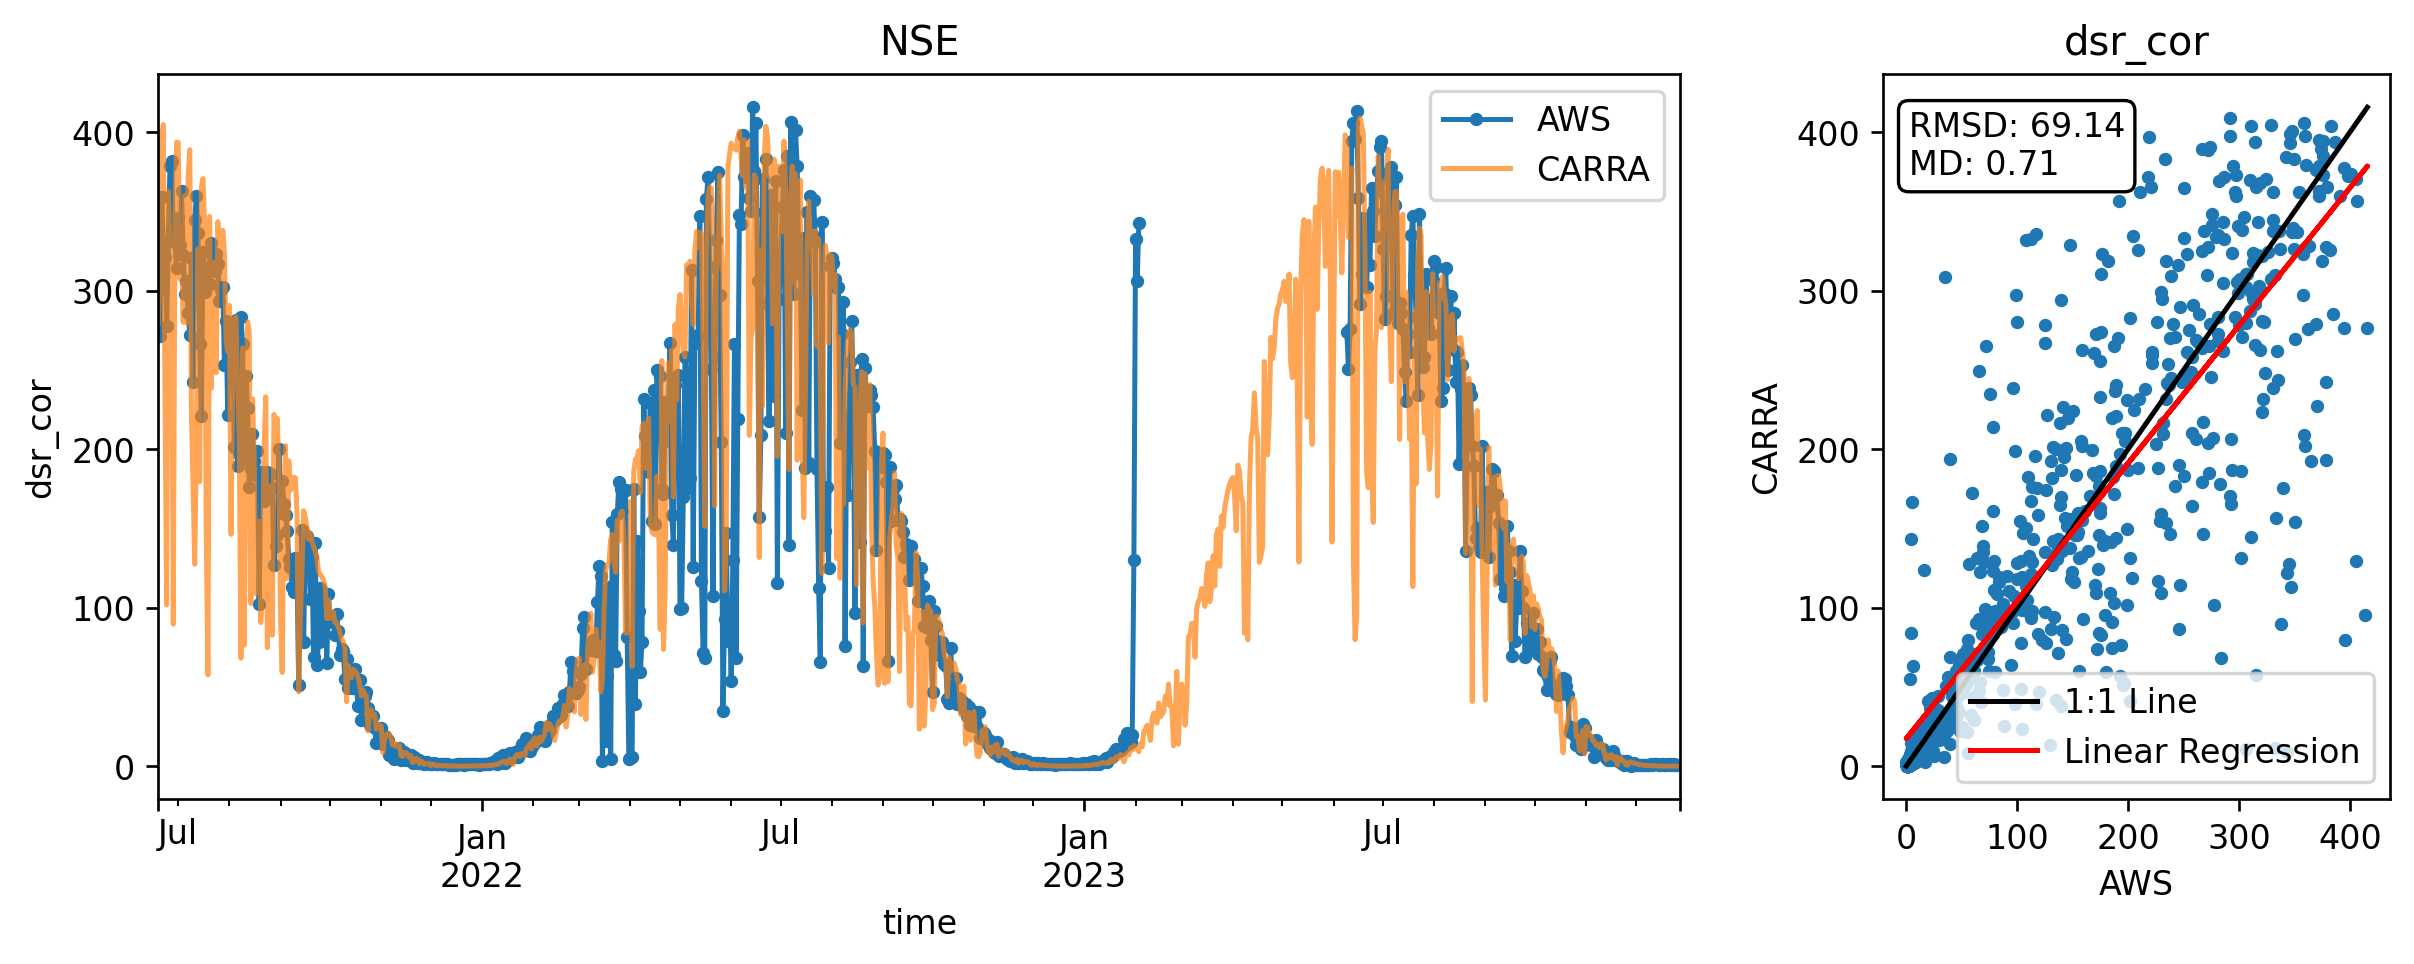 NSE
dsr_cor
400
300
200
100
0
AWS
CARRA
Jul
Jan
2022
Jul
Jan
2023
Jul
time
dsr_cor
RMSD: 69.14
MD: 0.71
CARRA
400
300
200
100
0
1:1 Line
Linear Regression
0 100 200 300 400
AWS